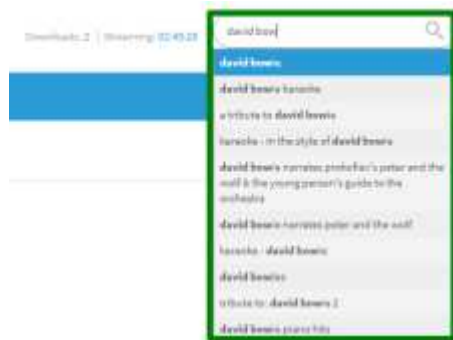 Downloads: 2 | Streaming: 02:45:28
david bow
david bowie
david bowie karaoke
a tribute to david bowie
karaoke - in the style of david bowie
david bowie narrates prokofiev's peter and the
wolf & the young person's guide to the
orchestra
david bowie narrates peter and the wolf
karaoke - david bowie
david bowies
tribute to: david bowie 2
david bowie piano hits